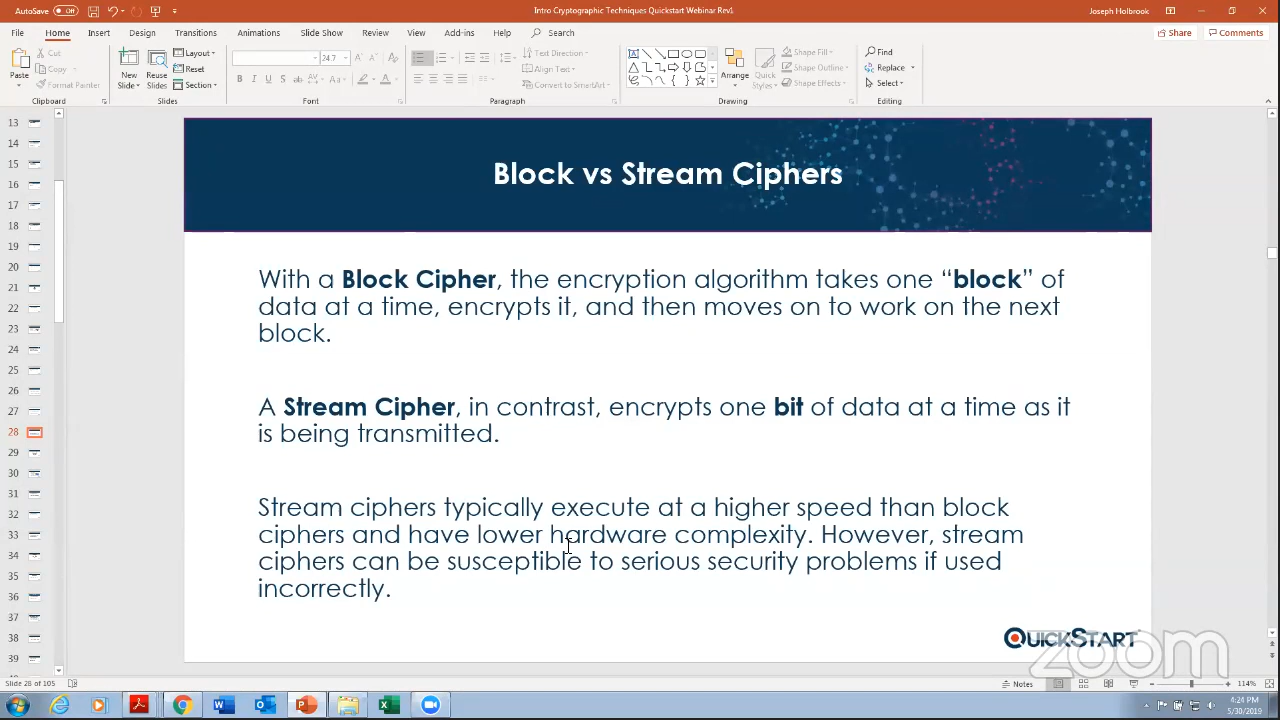 AutoSave Off
Intro Cryptographic Techniques Quickstart Webinar Rev1
Joseph Holbrook
File Home Insert Design Transitions Animations Slide Show Review View Add-ins Help Search
Share Comments
Paste
Cut
Copy
Format Painter
Clipboard
New Slide
Reuse Slides
Layout
Reset
Section
Slides
24.7
Font
Text Direction
Align Text
Convert to SmartArt
Paragraph
Arrange
Quick Styles
Shape Fill
Shape Outline
Shape Effects
Drawing
Find
Replace
Select
Editing
13
14
15
16
17
18
19
20
21
24
25
26
27
28
29
30
31
32
33
34
35
36
37
38
39
Block vs Stream Ciphers
With a Block Cipher, the encryption algorithm takes one “block” of
data at a time, encrypts it, and then moves on to work on the next
block.
A Stream Cipher, in contrast, encrypts one bit of data at a time as it
is being transmitted.
Stream ciphers typically execute at a higher speed than block
ciphers and have lower hardware complexity. However, stream
ciphers can be susceptible to serious security problems if used
incorrectly.
QUICKSTART
zoom
Slide 28 of 105
Notes
114%
4:24 PM
5/30/2019